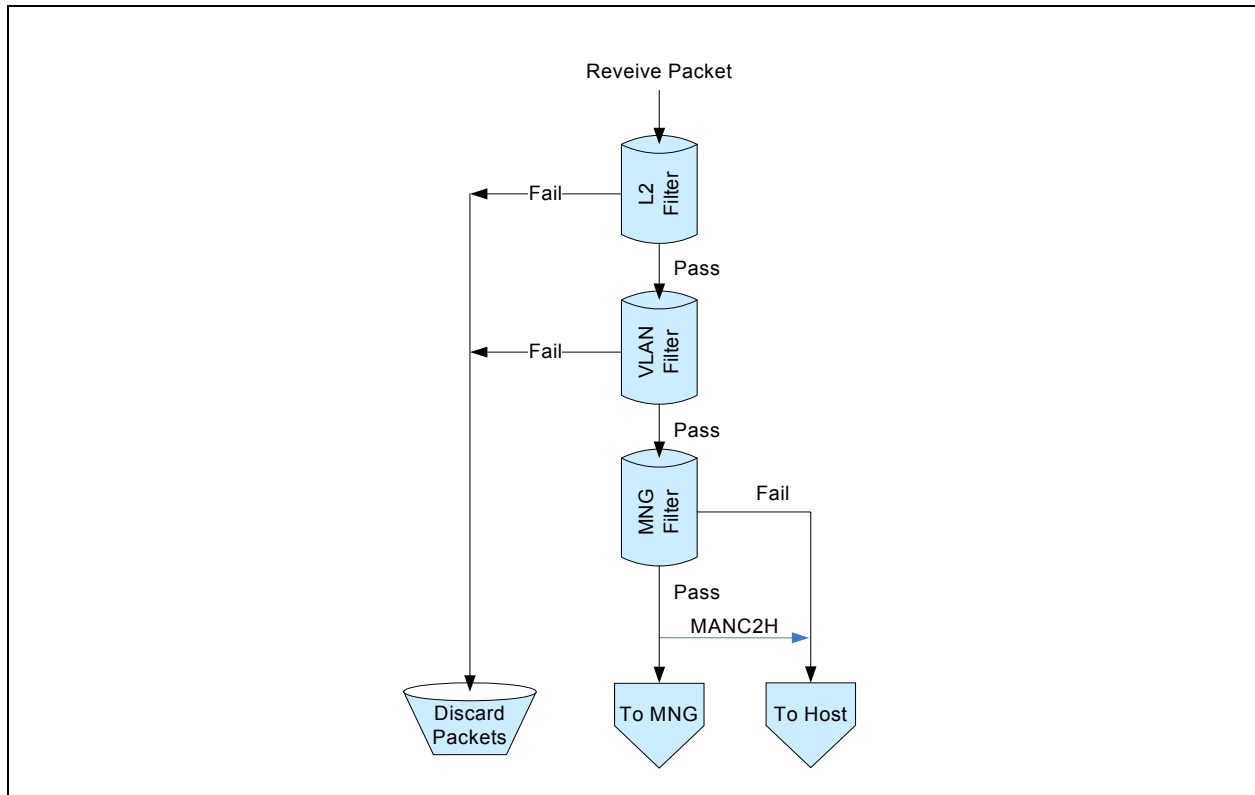 Reveive Packet
L2
Filter
Fail
Pass
VLAN
Filter
Fail
Pass
MNG
Filter
Fail
Pass
MANC2H
Discard
Packets
To MNG
To Host